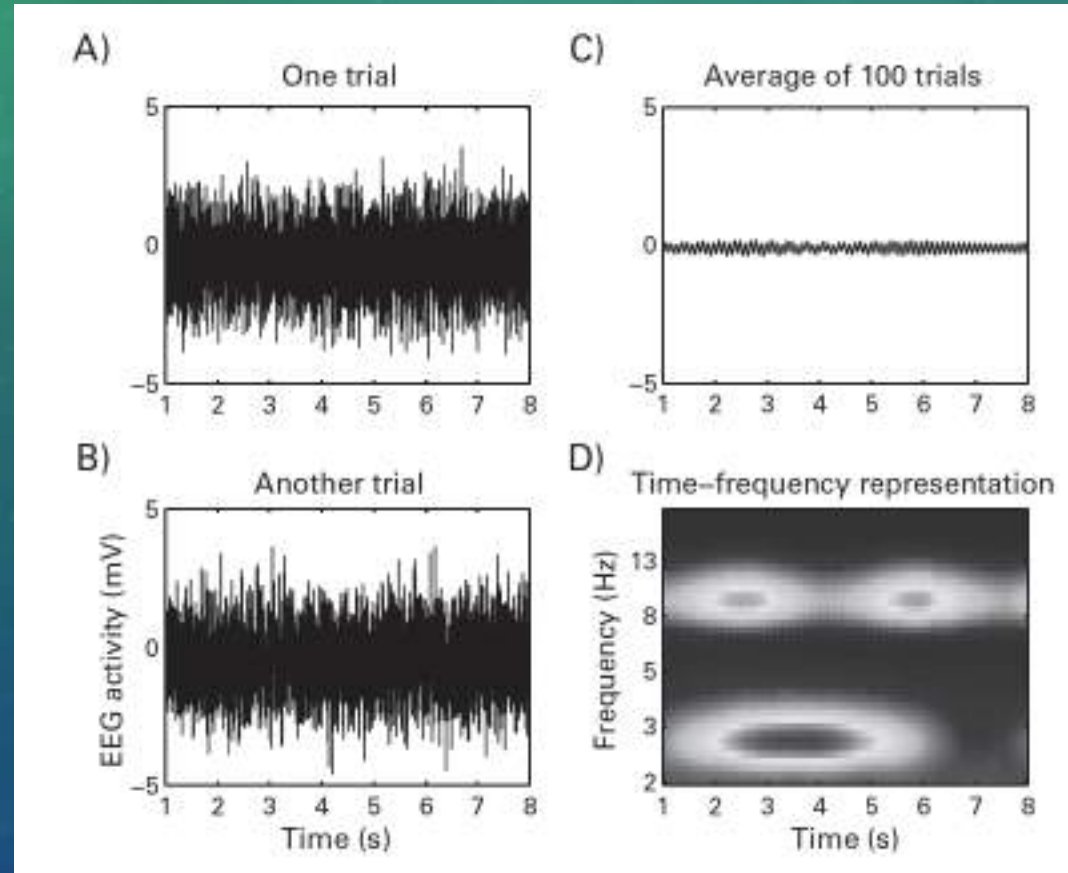 A)
One trial
5
0
−5
1 2 3 4 5 6 7 8
B)
Another trial
5
0
−5
EEG activity (mV)
1 2 3 4 5 6 7 8
Time (s)
C)
Average of 100 trials
5
0
−5
1 2 3 4 5 6 7 8
D)
Time–frequency representation
13
8
5
3
2
Frequency (Hz)
1 2 3 4 5 6 7 8
Time (s)